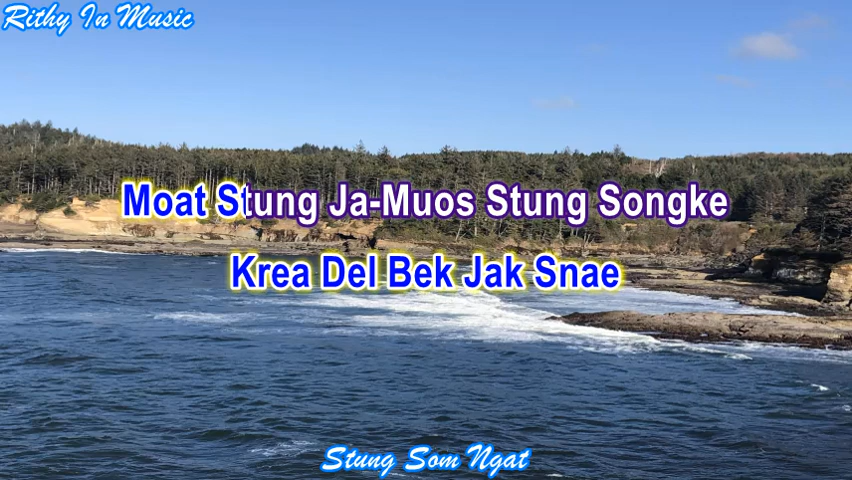 Rithy In Music
Moat Stung Ja-Muos Stung Songke
Krea Del Bek Jak Snae
Stung Som Ngat